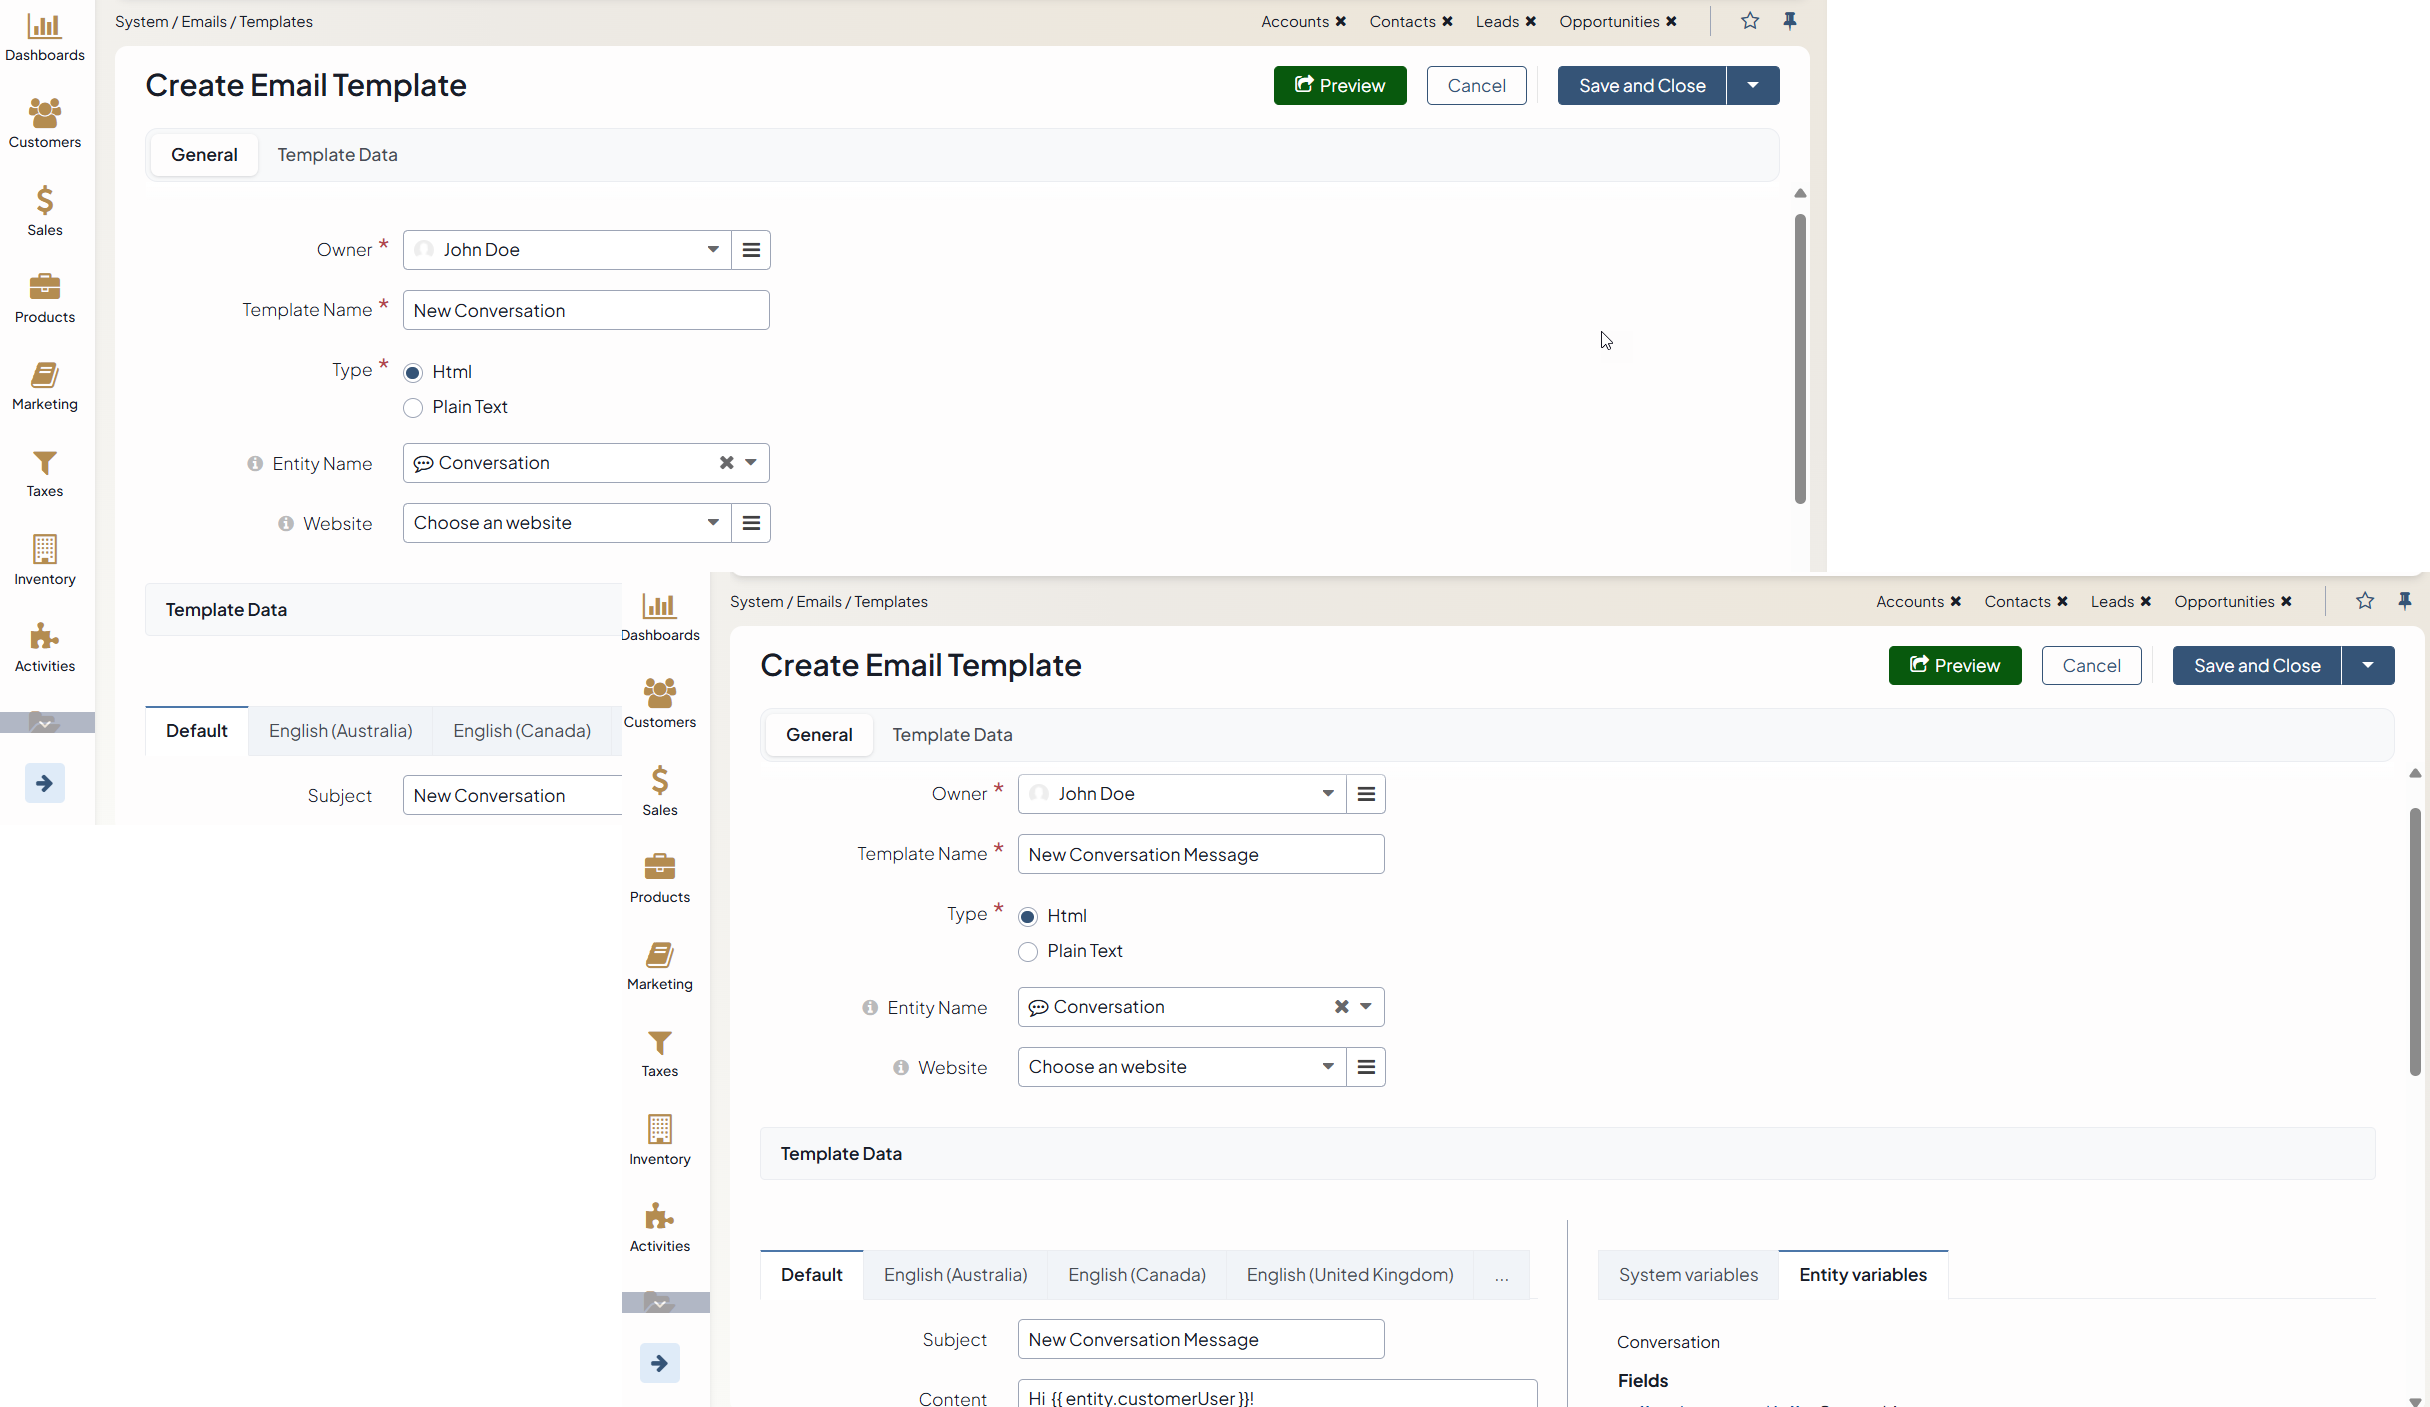 Dashboards
Customers
Sales
Products
Marketing
Taxes
Inventory
Activities
System / Emails / Templates
Accounts ✖ Contacts ✖ Leads ✖ Opportunities ✖
Create Email Template
Preview Cancel Save and Close
General Template Data
Owner * John Doe
Template Name * New Conversation
Type * Html
Plain Text
Entity Name Conversation
Website Choose an website
Template Data
Default English (Australia) English (Canada)
Subject New Conversation
Dashboards
Customers
Sales
Products
Marketing
Taxes
Inventory
Activities
System / Emails / Templates
Accounts ✖ Contacts ✖ Leads ✖ Opportunities ✖
Create Email Template
Preview Cancel Save and Close
General Template Data
Owner * John Doe
Template Name * New Conversation Message
Type * Html
Plain Text
Entity Name Conversation
Website Choose an website
Template Data
Default English (Australia) English (Canada) English (United Kingdom) ...
System variables Entity variables
Subject New Conversation Message
Content Hi {{ entity.customerUser }}!
Conversation
Fields